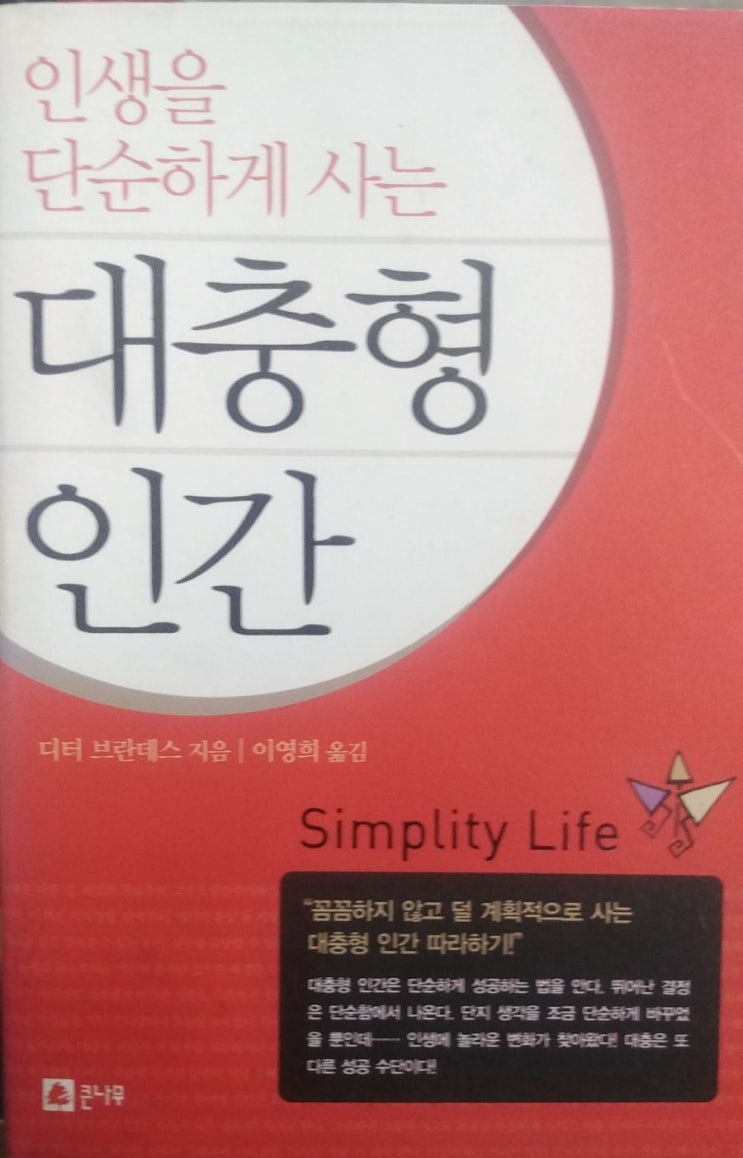 인생을
단순하게 사는
대충형
인간
디터 브란데스 지음 | 이영희 옮김
Simplity Life
"꼼꼼하지 않고 덜 계획적으로 사는
대충형 인간 따라하기!"
대충형 인간은 단순하게 성공하는 법을 안다. 뛰어난 결정
은 단순함에서 나온다. 단지 생각을 조금 단순하게 바꾸었
을 뿐인데…… 인생에 놀라운 변화가 찾아왔다! 대충은 또
다른 성공 수단이다!
큰나무